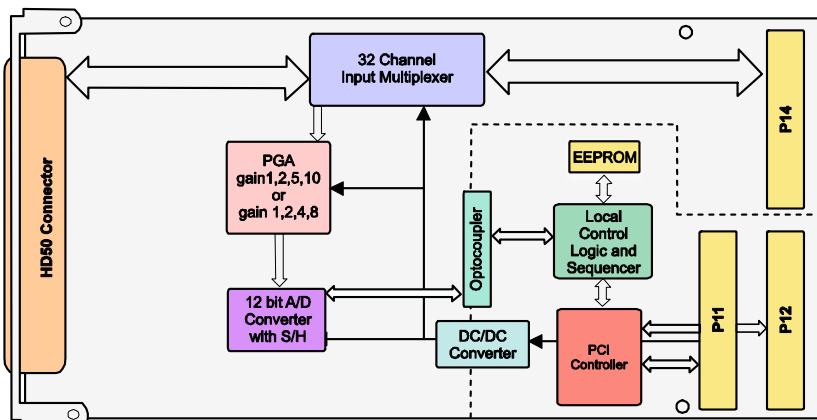 32 Channel
Input Multiplexer
HD50 Connector
P14
PGA
gain1,2,5,10
or
gain 1,2,4,8
EEPROM
Optocoupler
Local
Control
Logic and
Sequencer
12 bit A/D
Converter
with S/H
DC/DC
Converter
PCI
Controller
P11
P12